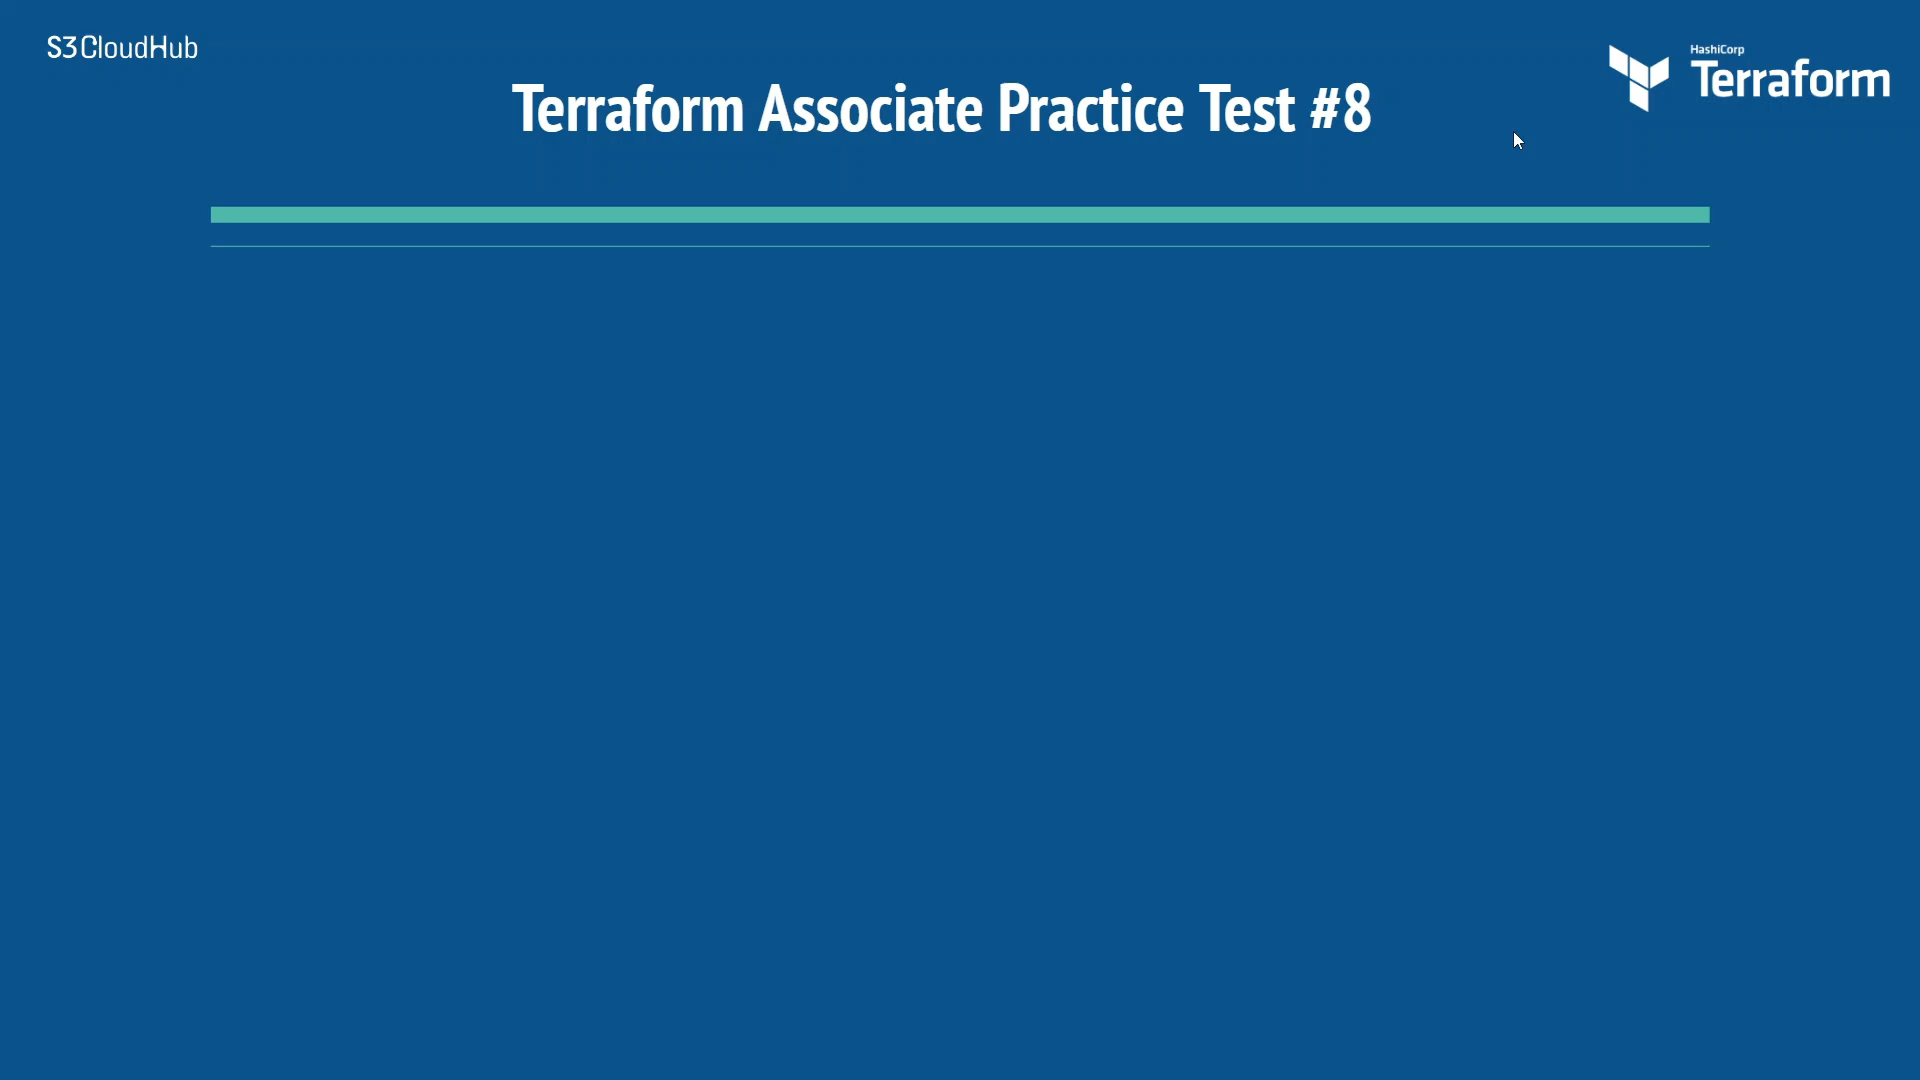 S3CloudHub
HashiCorp
Terraform
Terraform Associate Practice Test #8